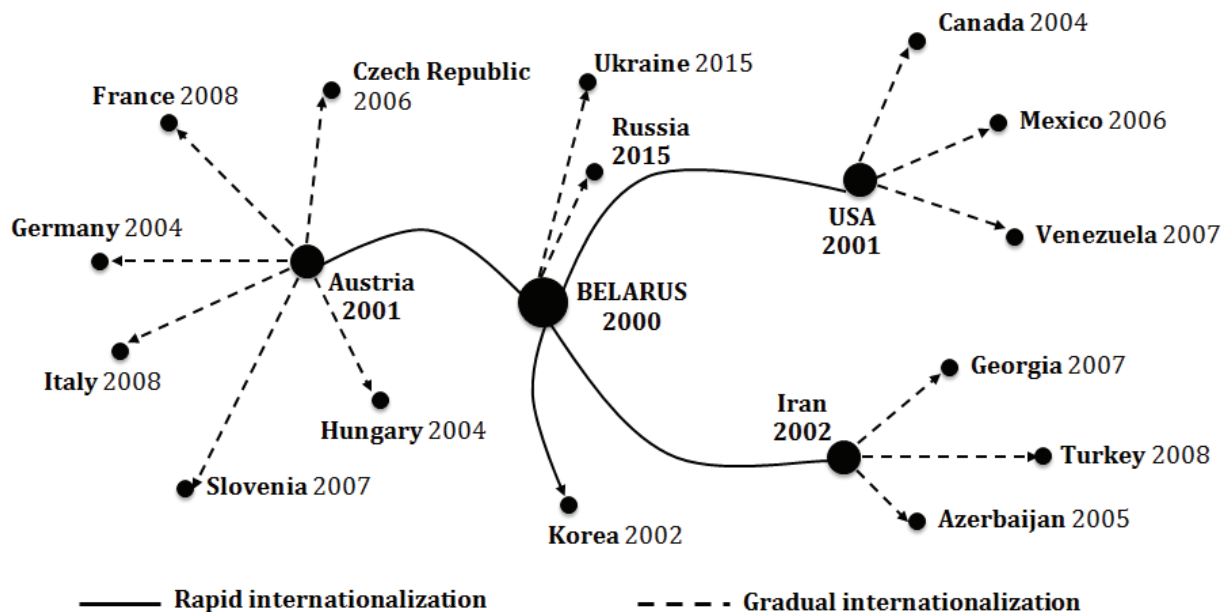 Canada 2004
Czech Republic
2006
Ukraine 2015
France 2008
Mexico 2006
Russia
2015
Germany 2004
USA
2001
Venezuela 2007
Austria
2001
BELARUS
2000
Italy 2008
Georgia 2007
Iran
2002
Hungary 2004
Turkey 2008
Slovenia 2007
Korea 2002
Azerbaijan 2005
Rapid internationalization
Gradual internationalization